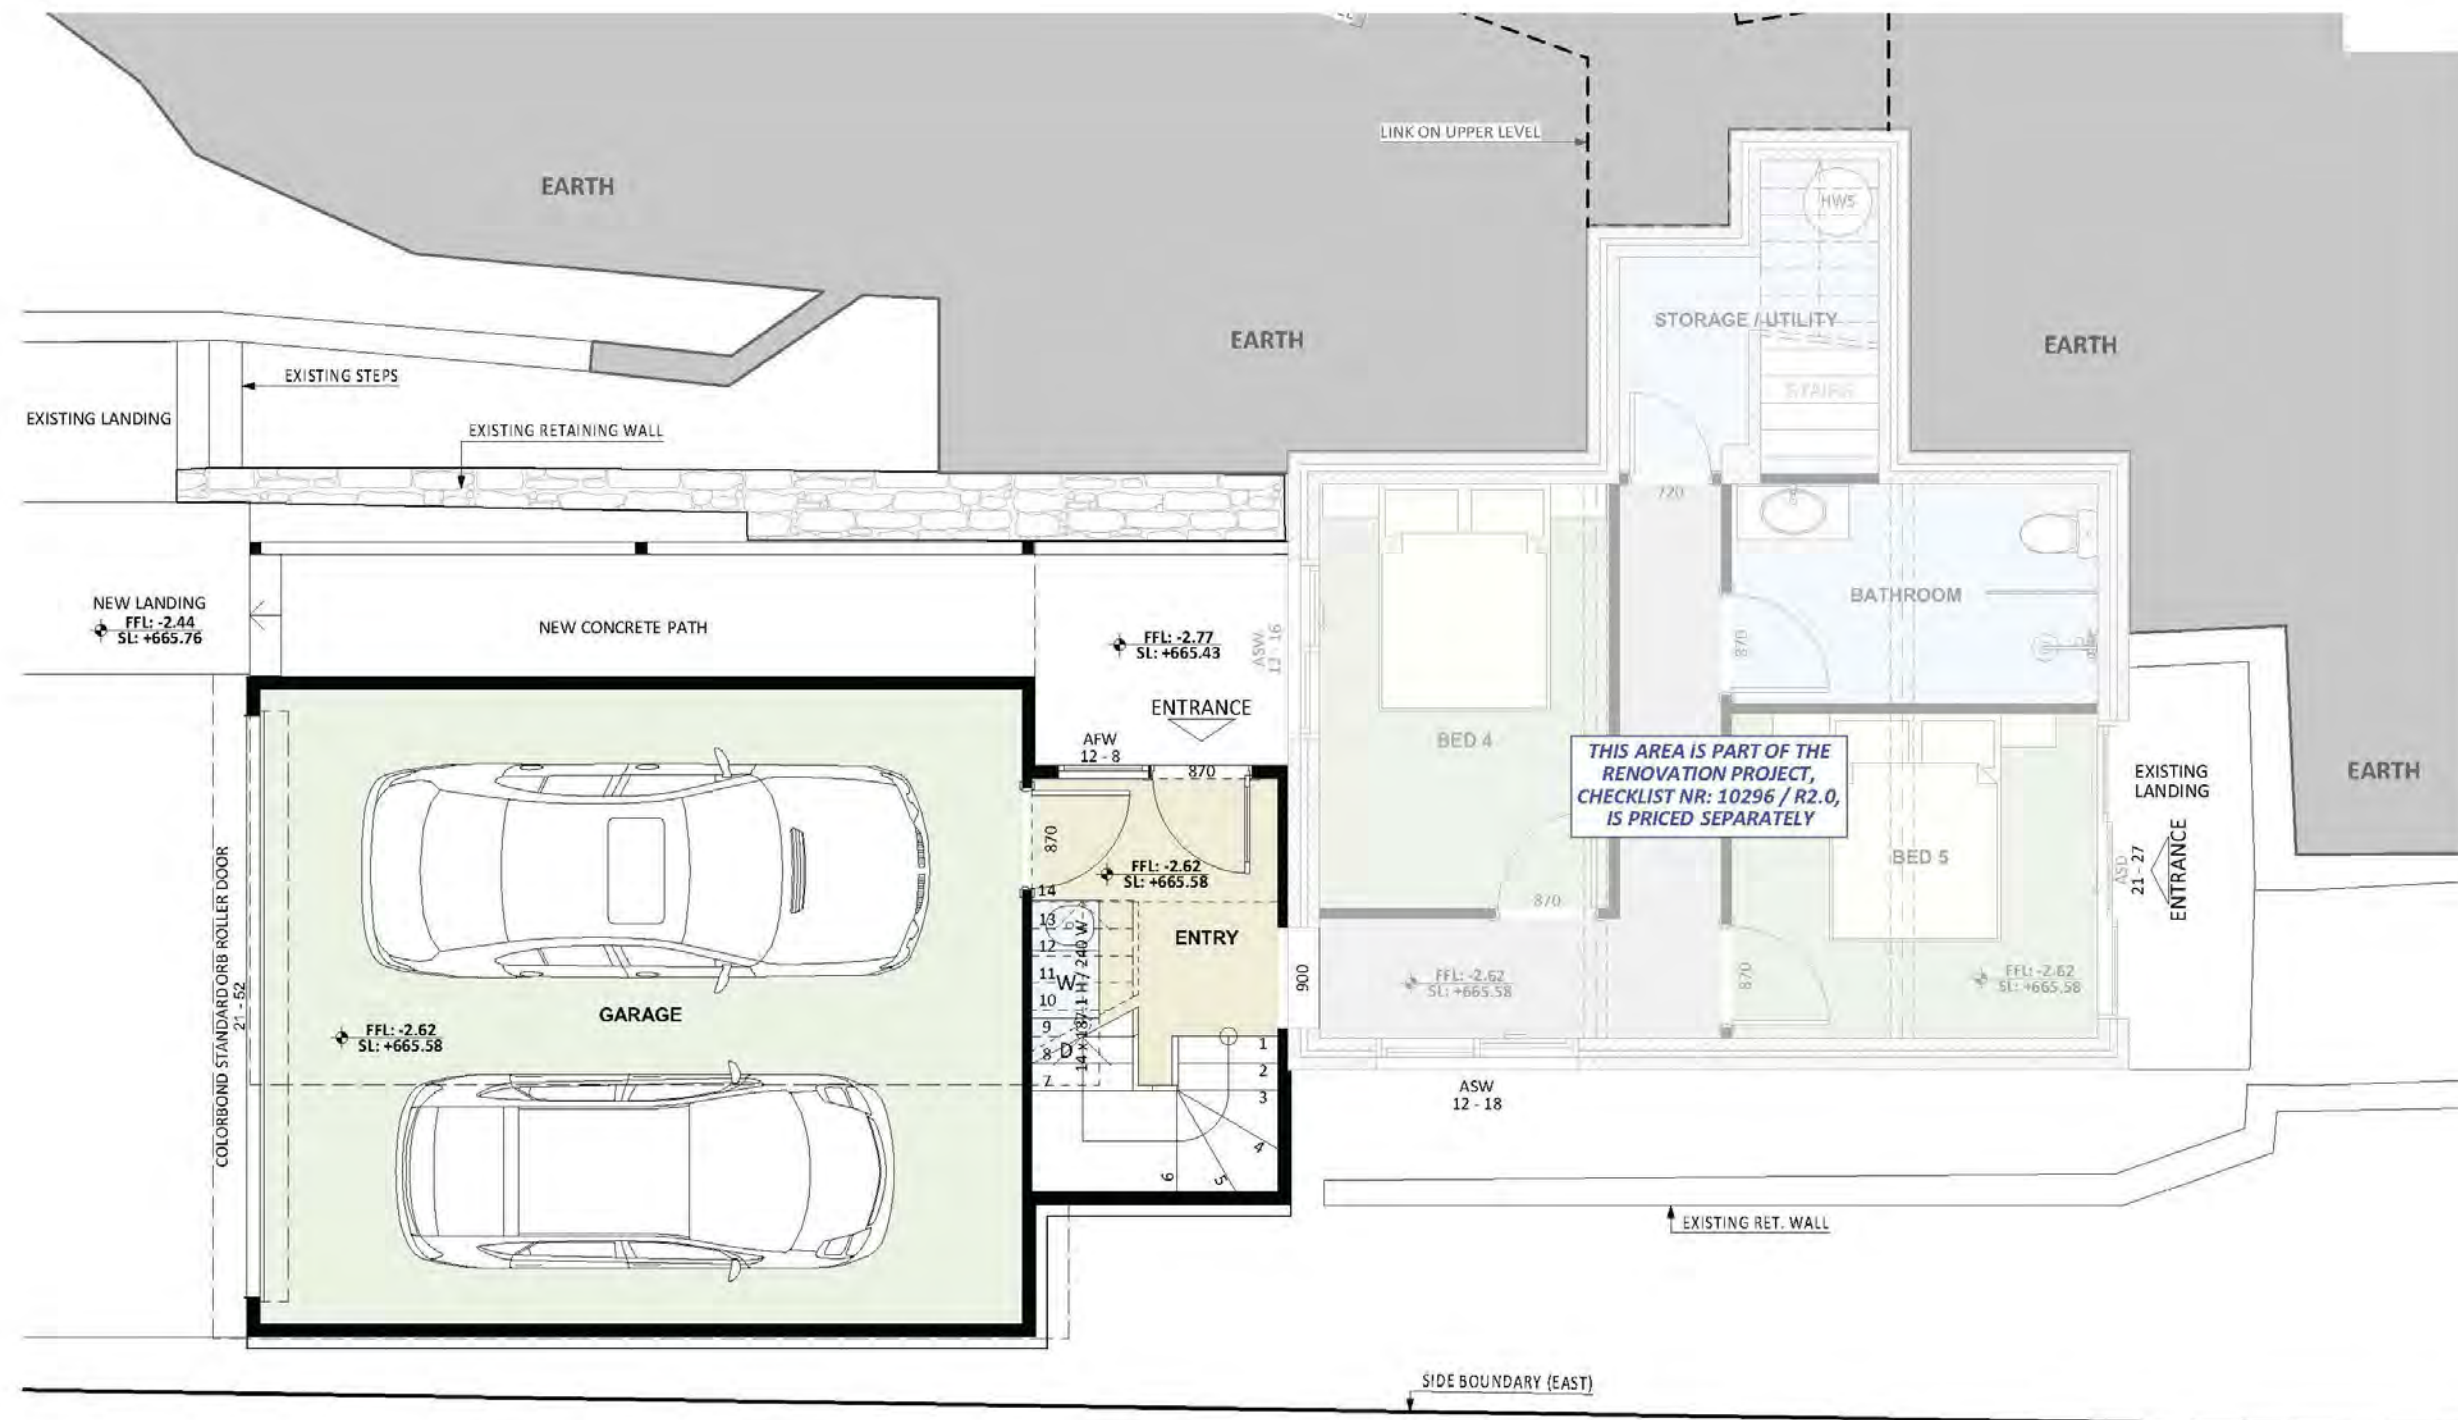 LINK ON UPPER LEVEL
EARTH
HWS
STORAGE / UTILITY
EARTH
EARTH
EXISTING STEPS
STAIRS
EXISTING LANDING
EXISTING RETAINING WALL
720
NEW LANDING
FFL: -2.44
SL: +665.76
NEW CONCRETE PATH
FFL: -2.77
SL: +665.43
ASW
12 - 16
BATHROOM
870
ENTRANCE
AFW
12 - 8
870
BED 4
THIS AREA IS PART OF THE
RENOVATION PROJECT,
CHECKLIST NR: 10296 / R2.0,
IS PRICED SEPARATELY
EXISTING
LANDING
EARTH
870
FFL: -2.62
SL: +665.58
BED 5
ASD
21 - 27
ENTRANCE
COLORBOND STANDARD ORB ROLLER DOOR
21 - 52
14
13
12
11
10
9
8
7
W
D
14 x 187.1 H / 240 W
ENTRY
870
900
FFL: -2.62
SL: +665.58
870
FFL: -2.62
SL: +665.58
GARAGE
FFL: -2.62
SL: +665.58
1
2
3
4
5
6
ASW
12 - 18
EXISTING RET. WALL
SIDE BOUNDARY (EAST)